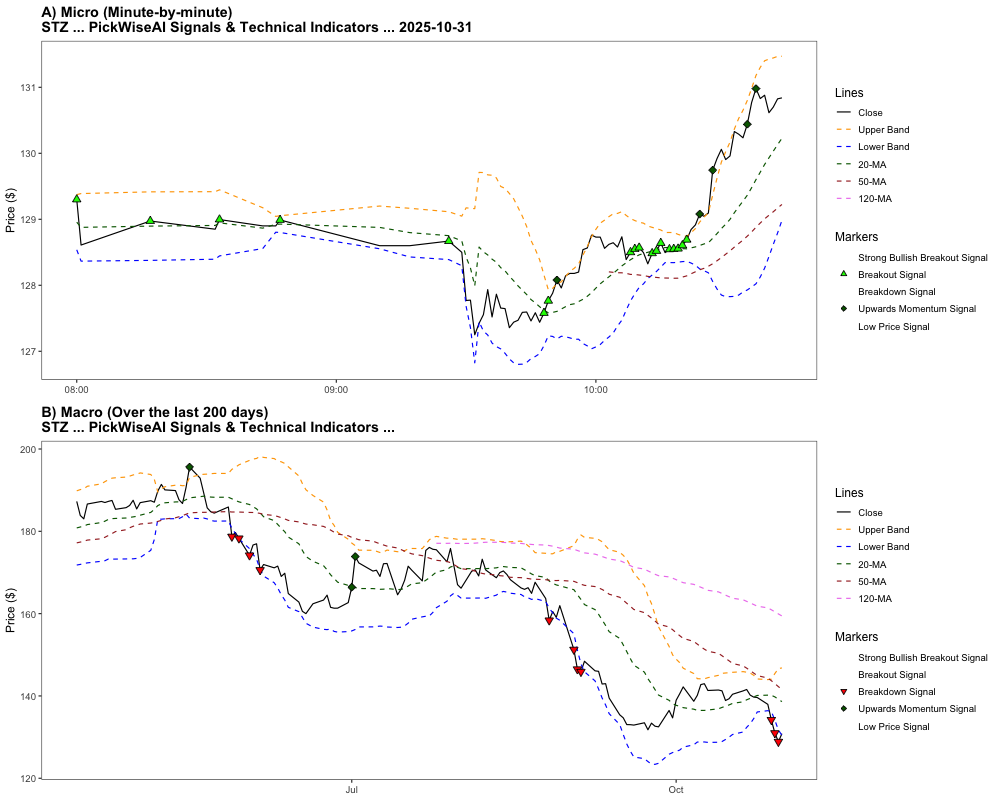 A) Micro (Minute-by-minute)
STZ ... PickWiseAI Signals & Technical Indicators ... 2025-10-31
Price ($)
131
130
129
128
127
08:00
09:00
10:00
Lines
Close
Upper Band
Lower Band
20-MA
50-MA
120-MA
Markers
Strong Bullish Breakout Signal
Breakout Signal
Breakdown Signal
Upwards Momentum Signal
Low Price Signal
B) Macro (Over the last 200 days)
STZ ... PickWiseAI Signals & Technical Indicators ...
Price ($)
200
180
160
140
120
Jul
Oct
Lines
Close
Upper Band
Lower Band
20-MA
50-MA
120-MA
Markers
Strong Bullish Breakout Signal
Breakout Signal
Breakdown Signal
Upwards Momentum Signal
Low Price Signal